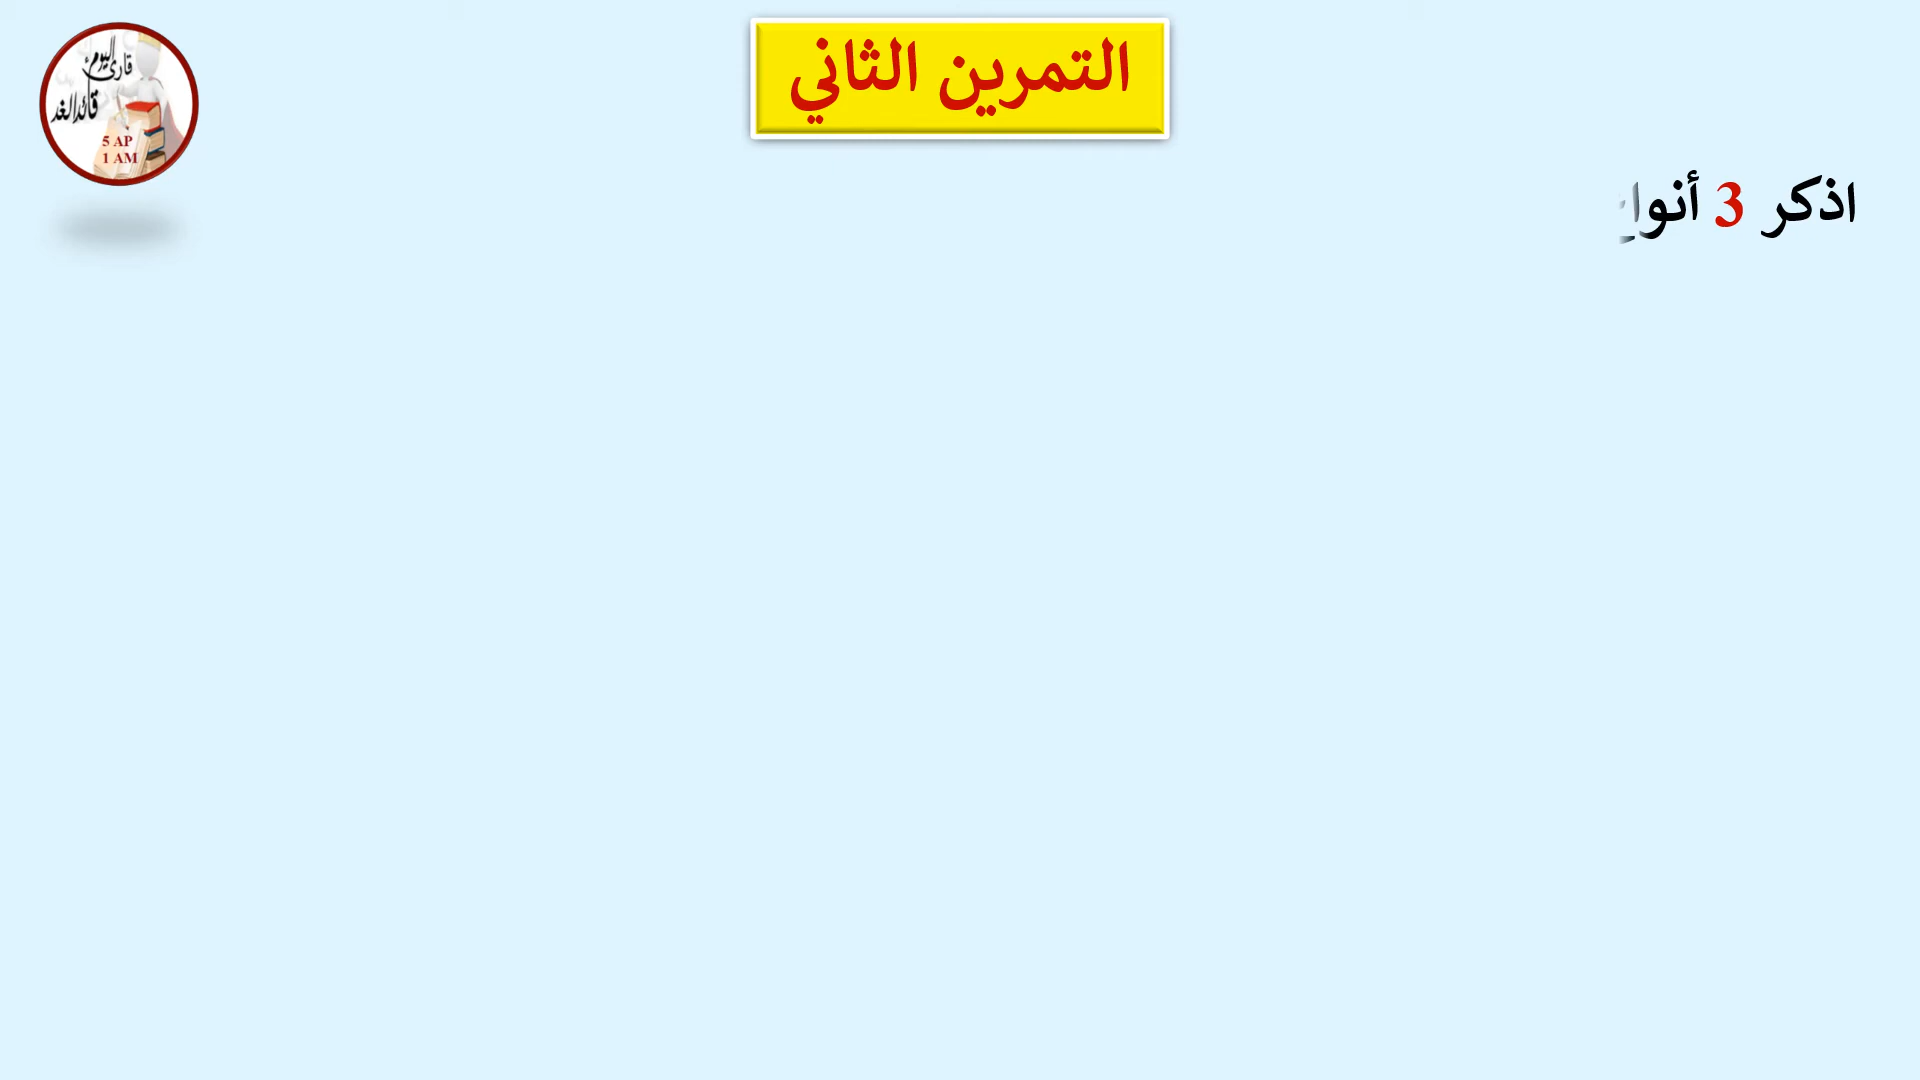 التمرين الثاني
قارئ اليوم
قائد الغد
5 AP
1 AM
اذكر 3